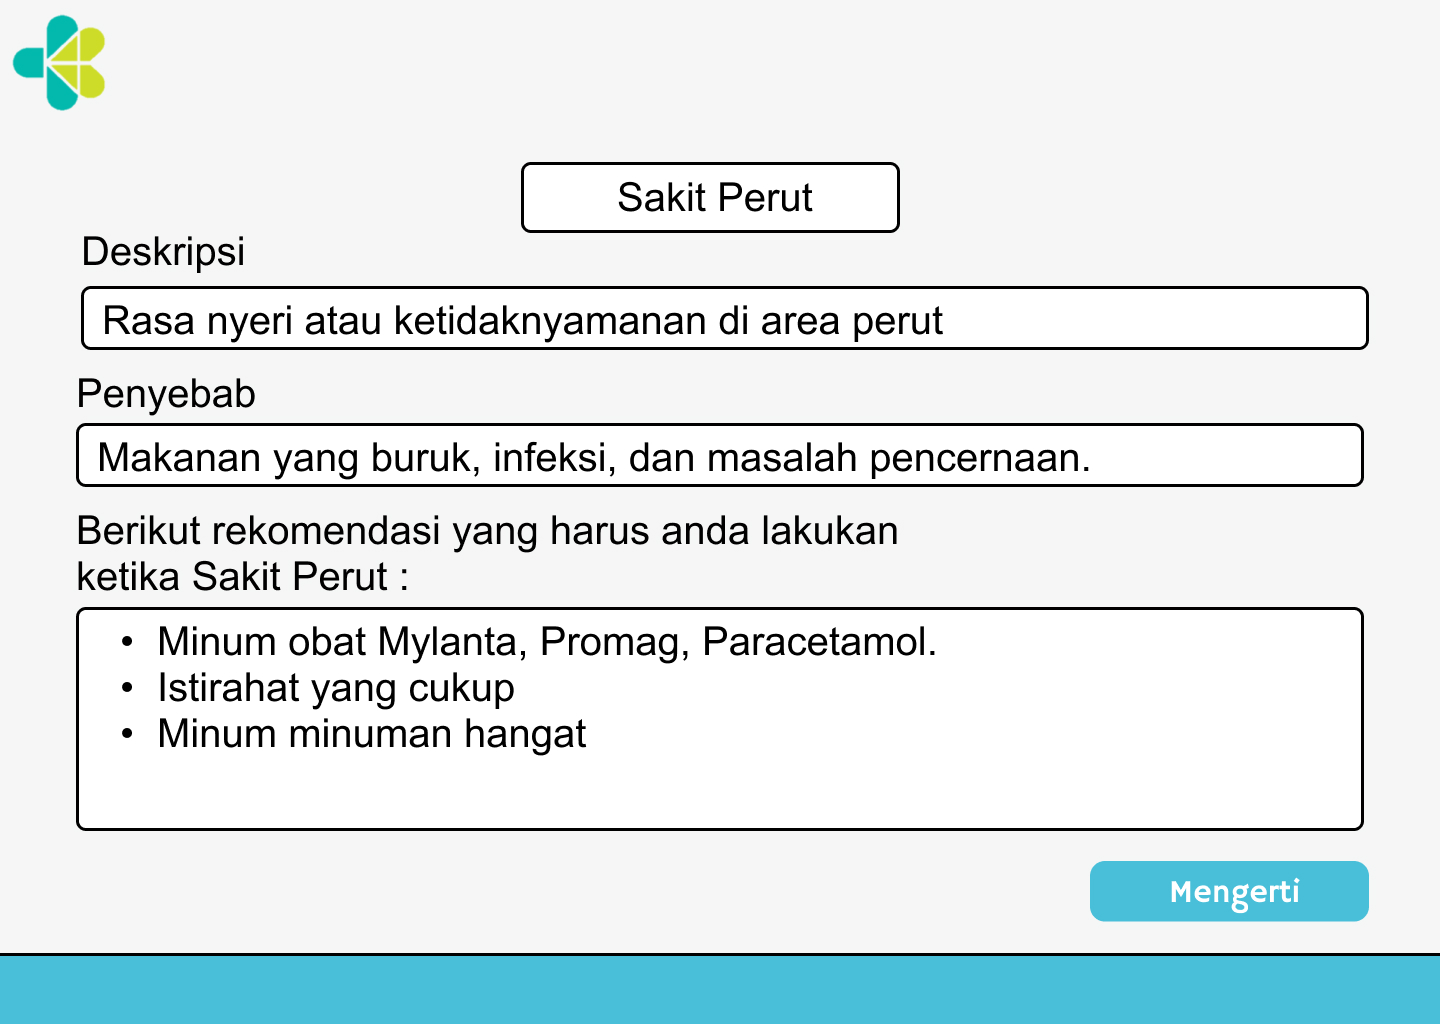 Sakit Perut
Deskripsi
Rasa nyeri atau ketidaknyamanan di area perut
Penyebab
Makanan yang buruk, infeksi, dan masalah pencernaan.
Berikut rekomendasi yang harus anda lakukan
ketika Sakit Perut :
• Minum obat Mylanta, Promag, Paracetamol.
• Istirahat yang cukup
• Minum minuman hangat
Mengerti